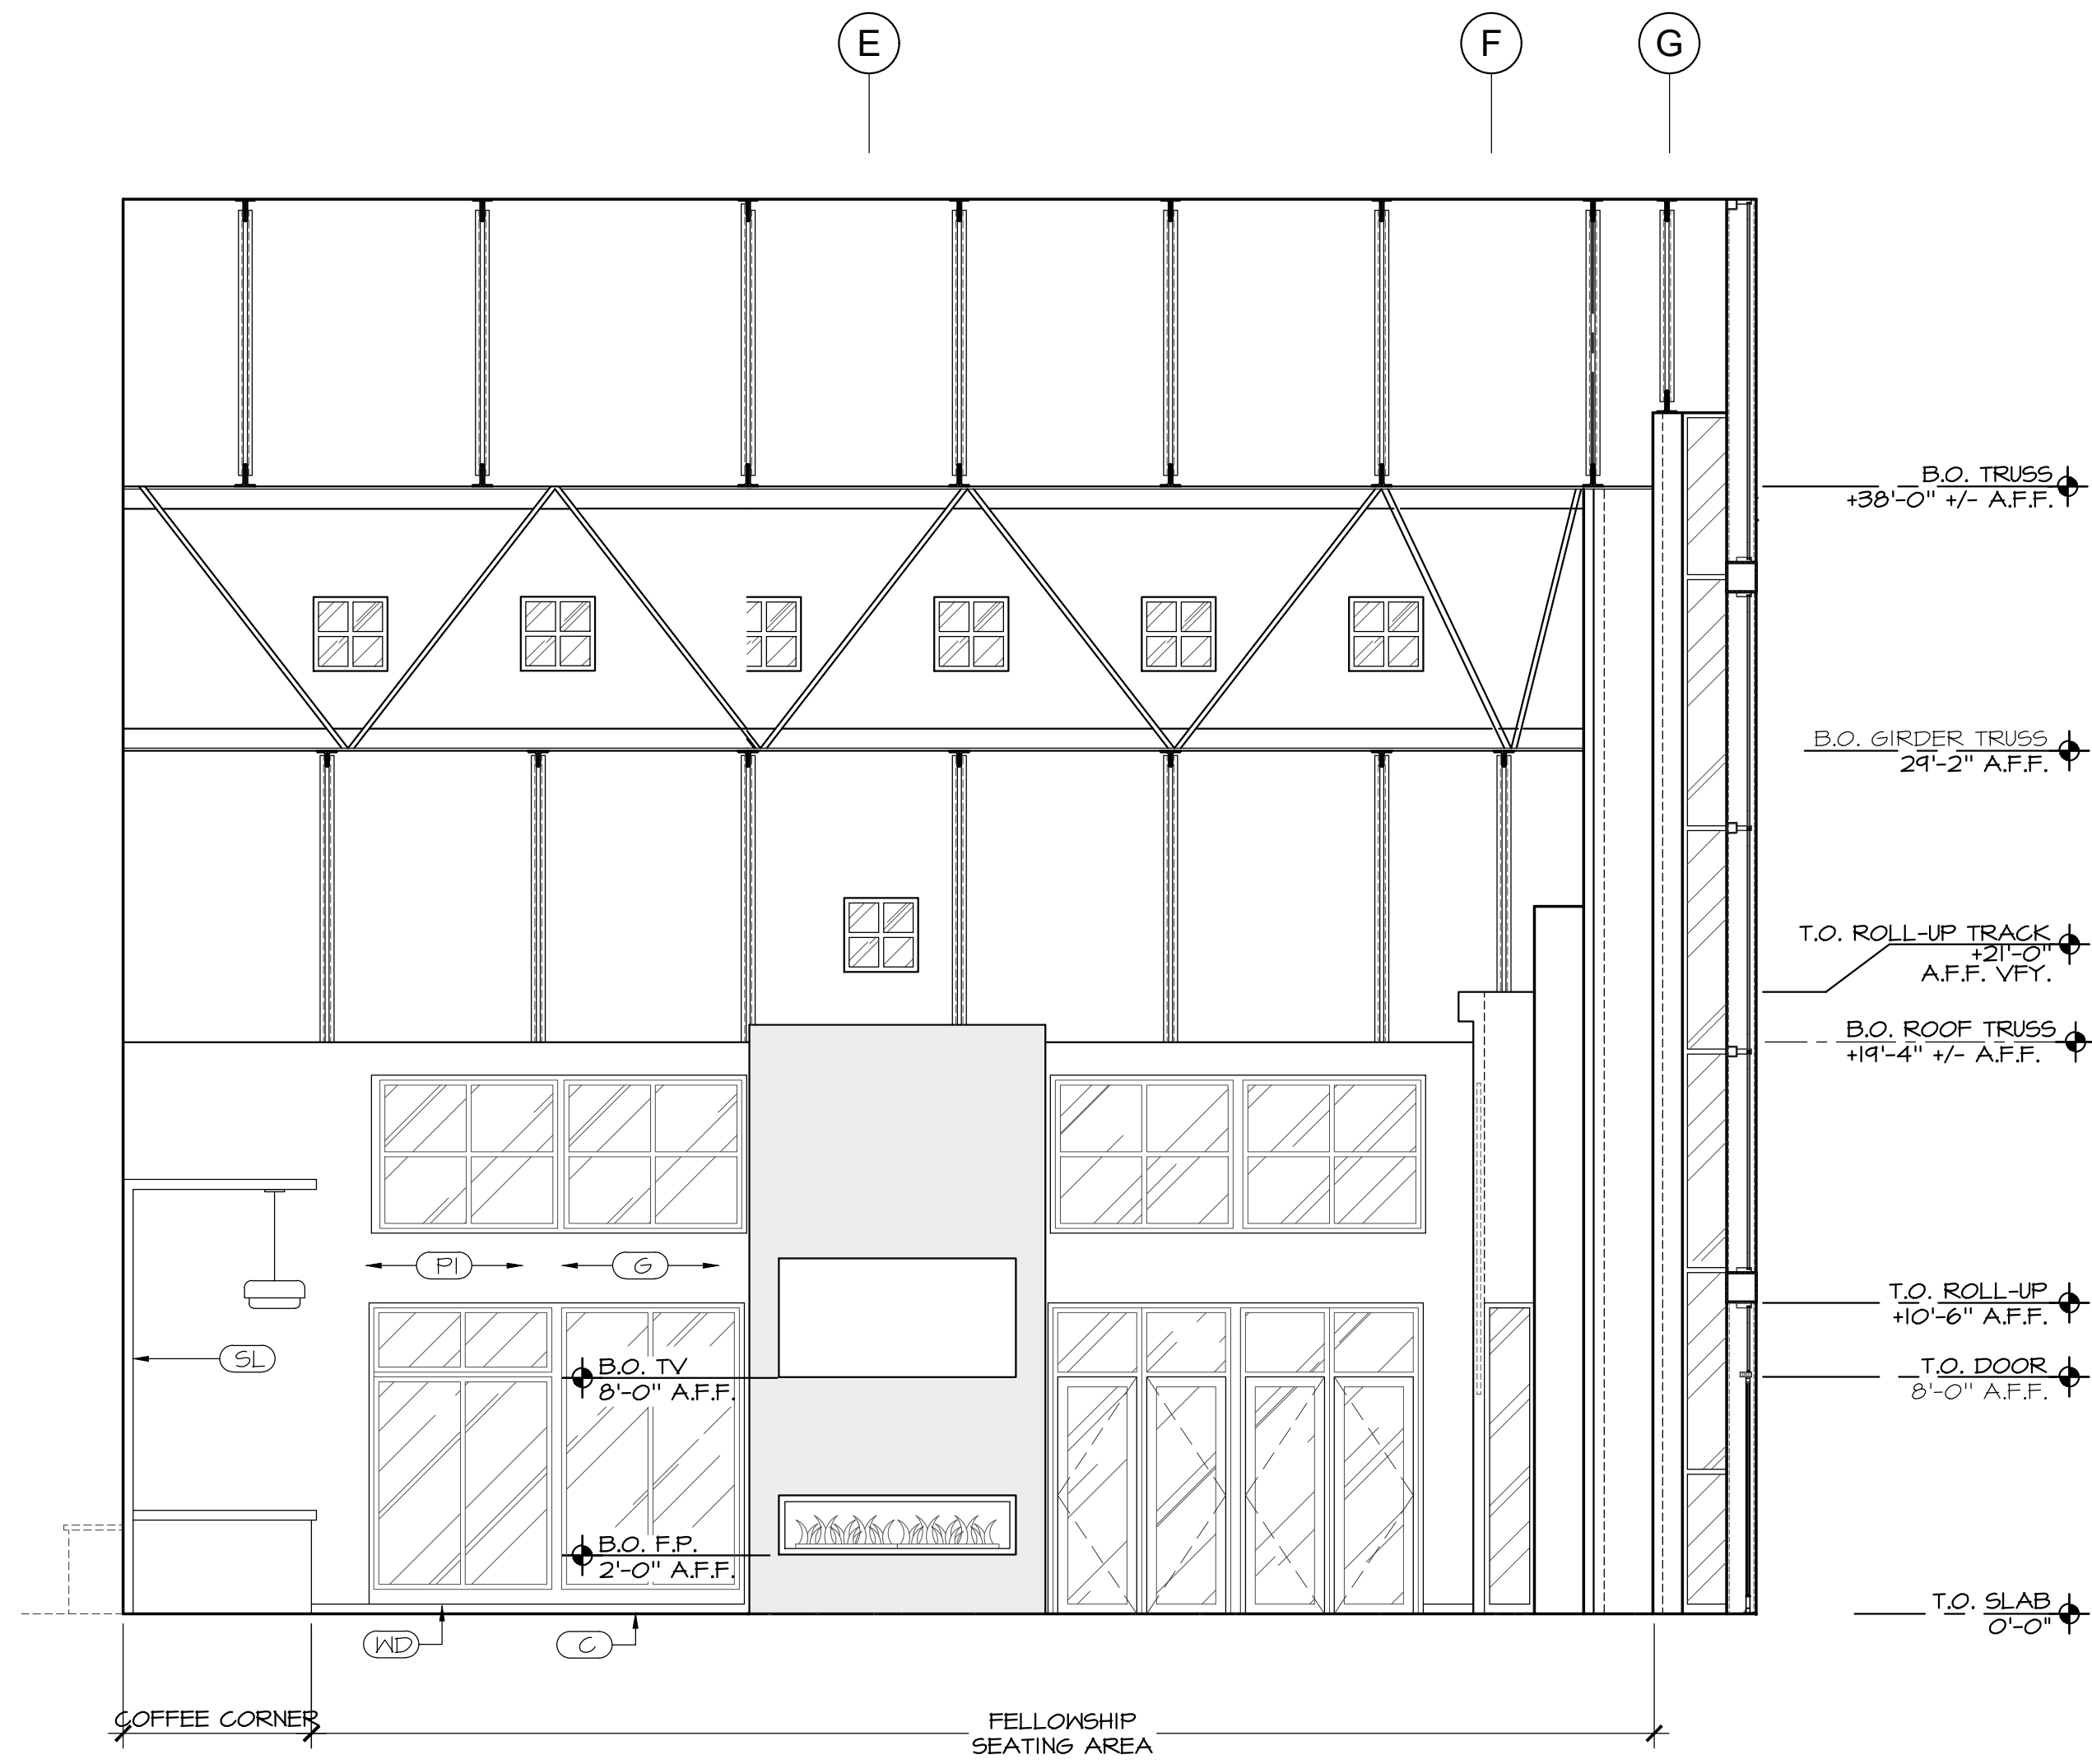 E
F
G
B.O. TRUSS
+38'-0" +/- A.F.F.
B.O. GIRDER TRUSS
29'-2" A.F.F.
T.O. ROLL-UP TRACK
+21'-0"
A.F.F. VFY.
B.O. ROOF TRUSS
+19'-4" +/- A.F.F.
P1
G
T.O. ROLL-UP
+10'-6" A.F.F.
SL
B.O. TV
8'-0" A.F.F.
T.O. DOOR
8'-0" A.F.F.
B.O. F.P.
2'-0" A.F.F.
T.O. SLAB
0'-0"
WD
C
COFFEE CORNER
FELLOWSHIP
SEATING AREA